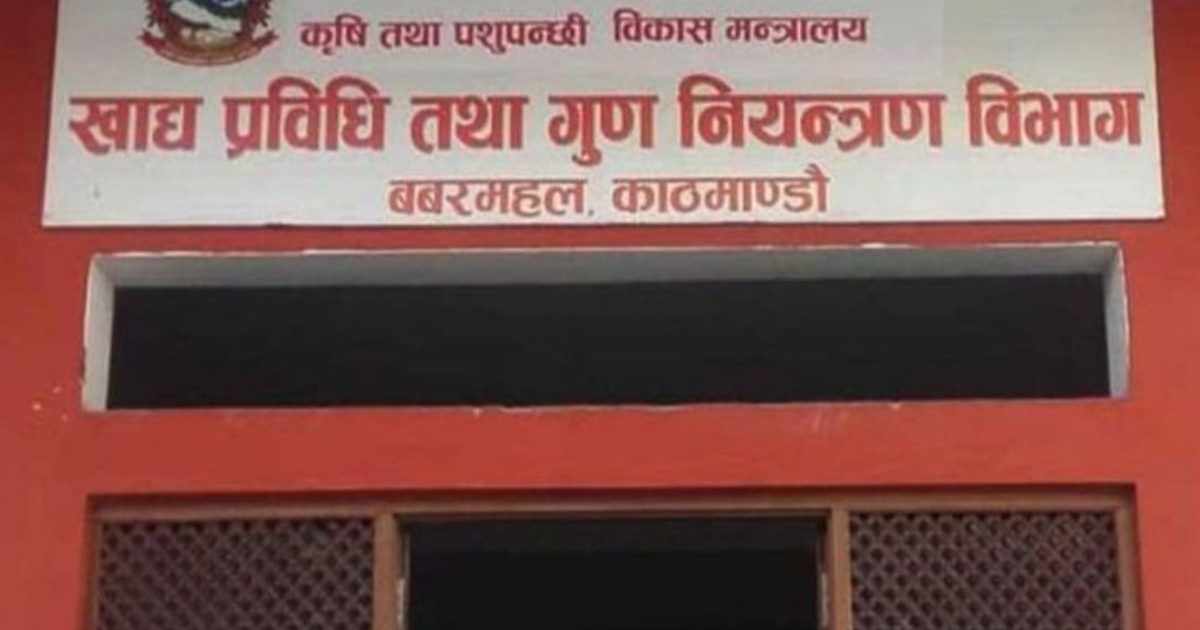 कृषि तथा पशुपन्छी विकास मन्त्रालय
खाद्य प्रविधि तथा गुण नियन्त्रण विभाग
बबरमहल, काठमाण्डौ